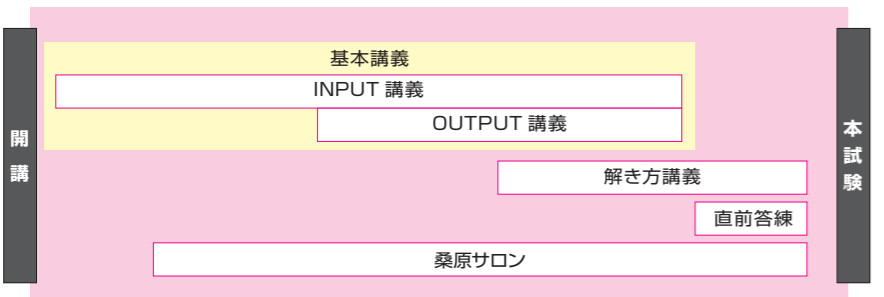 開講
基本講義
INPUT 講義
OUTPUT 講義
解き方講義
直前答練
桑原サロン
本試験